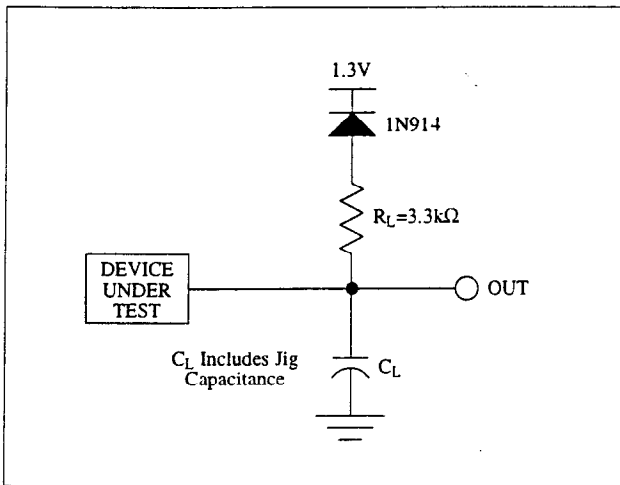 1.3V
1N914
R_L=3.3kΩ
DEVICE
UNDER
TEST
OUT
C_L Includes Jig
Capacitance
C_L